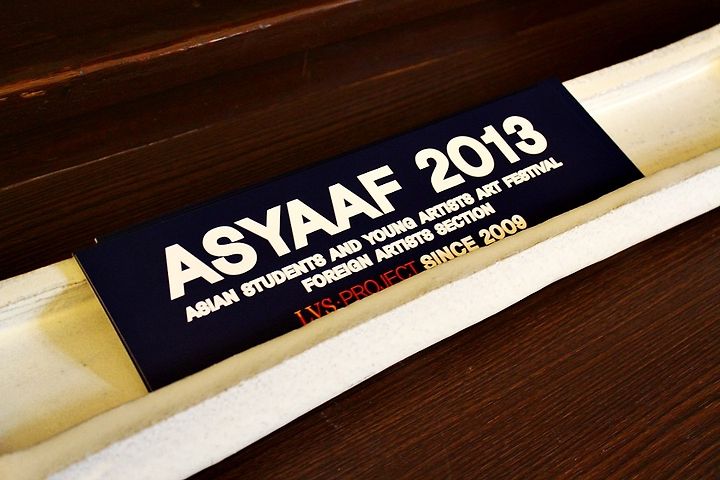 ASYAAF 2013
ASIAN STUDENTS AND YOUNG ARTISTS ART FESTIVAL
FOREIGN ARTISTS SECTION
LVS·PROJECT SINCE 2009